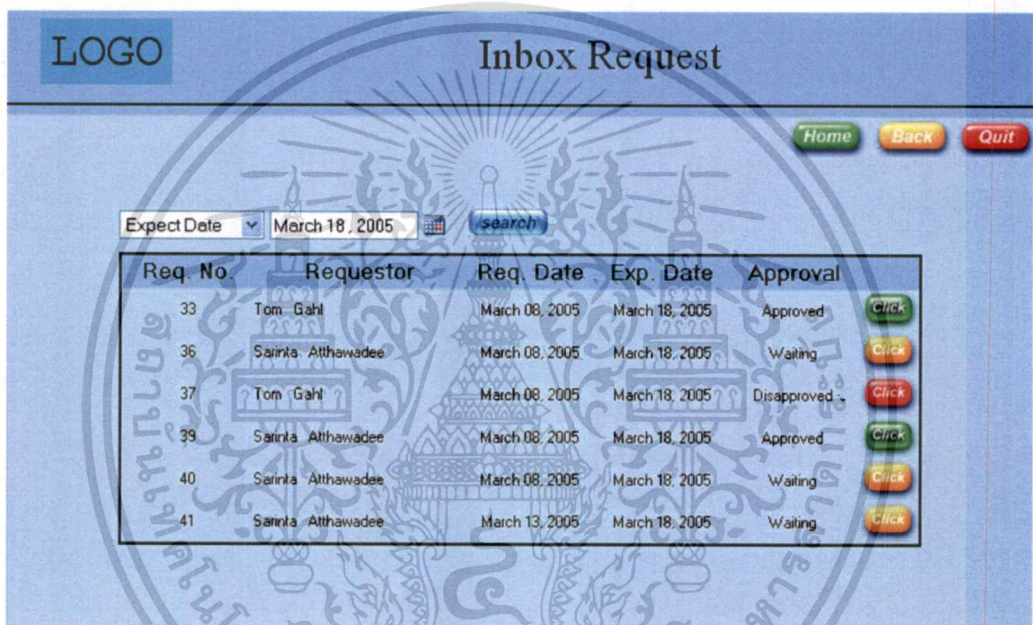 LOGO Inbox Request
Home Back Quit
Expect Date March 18, 2005 search
Req. No. Requestor Req. Date Exp. Date Approval
33 Tom Gahl March 08, 2005 March 18, 2005 Approved Click
36 Sarinta Atthawadee March 08, 2005 March 18, 2005 Waiting Click
37 Tom Gahl March 08, 2005 March 18, 2005 Disapproved Click
39 Sarinta Atthawadee March 08, 2005 March 18, 2005 Approved Click
40 Sarinta Atthawadee March 08, 2005 March 18, 2005 Waiting Click
41 Sarinta Atthawadee March 13, 2005 March 18, 2005 Waiting Click